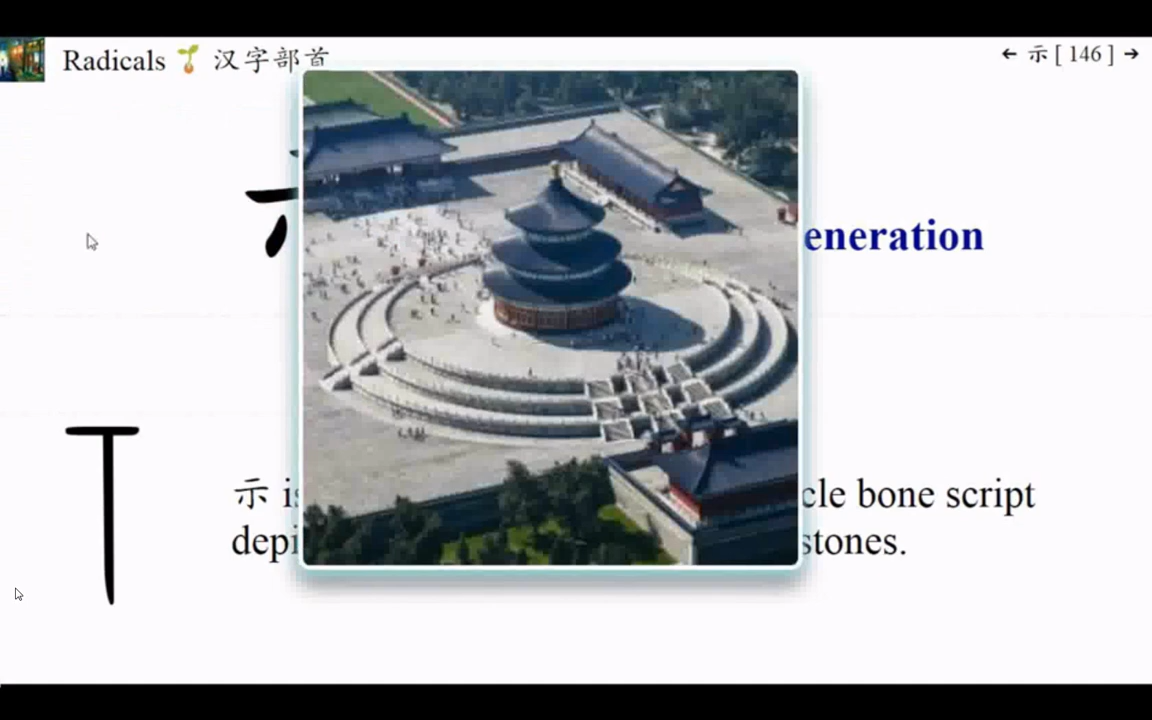 Radicals 汉字部首
← 示 [ 146 ] →
eneration
示 is cle bone script
depi stones.